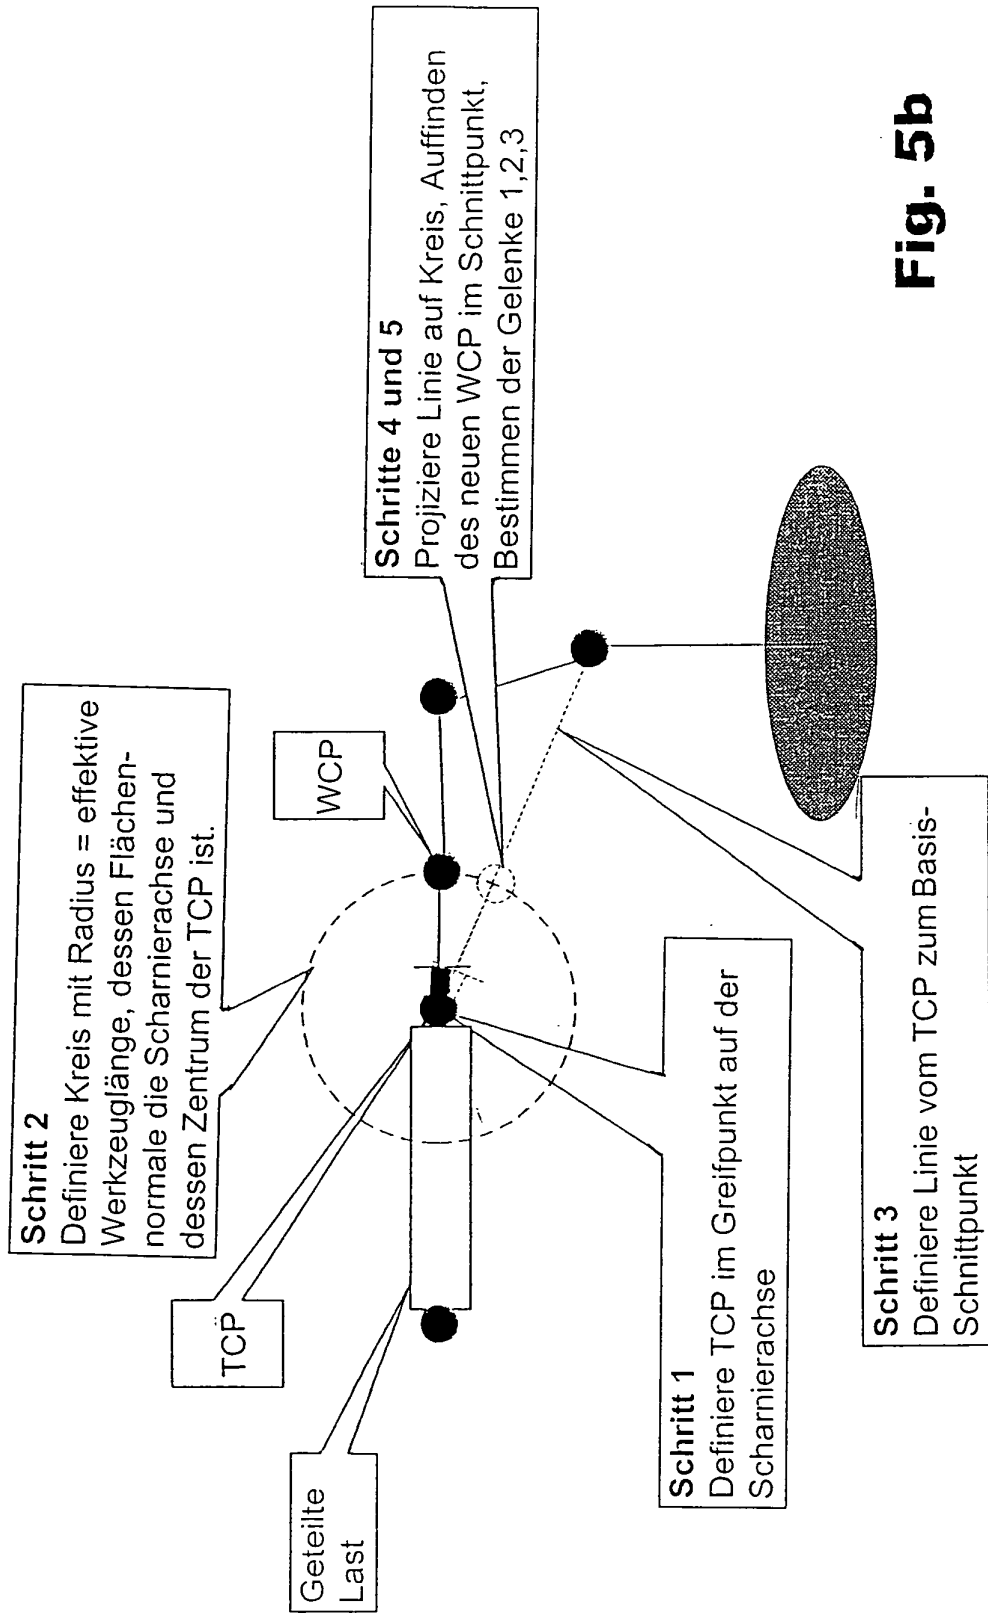 Schritt 2
Definiere Kreis mit Radius = effektive
Werkzeuglänge, dessen Flächen-
normale die Scharnierachse und
dessen Zentrum der TCP ist.
TCP
WCP
Geteilte
Last
Schritte 4 und 5
Projiziere Linie auf Kreis, Auffinden
des neuen WCP im Schnittpunkt,
Bestimmen der Gelenke 1,2,3
Schritt 1
Definiere TCP im Greifpunkt auf der
Scharnierachse
Schritt 3
Definiere Linie vom TCP zum Basis-
Schnittpunkt
Fig. 5b